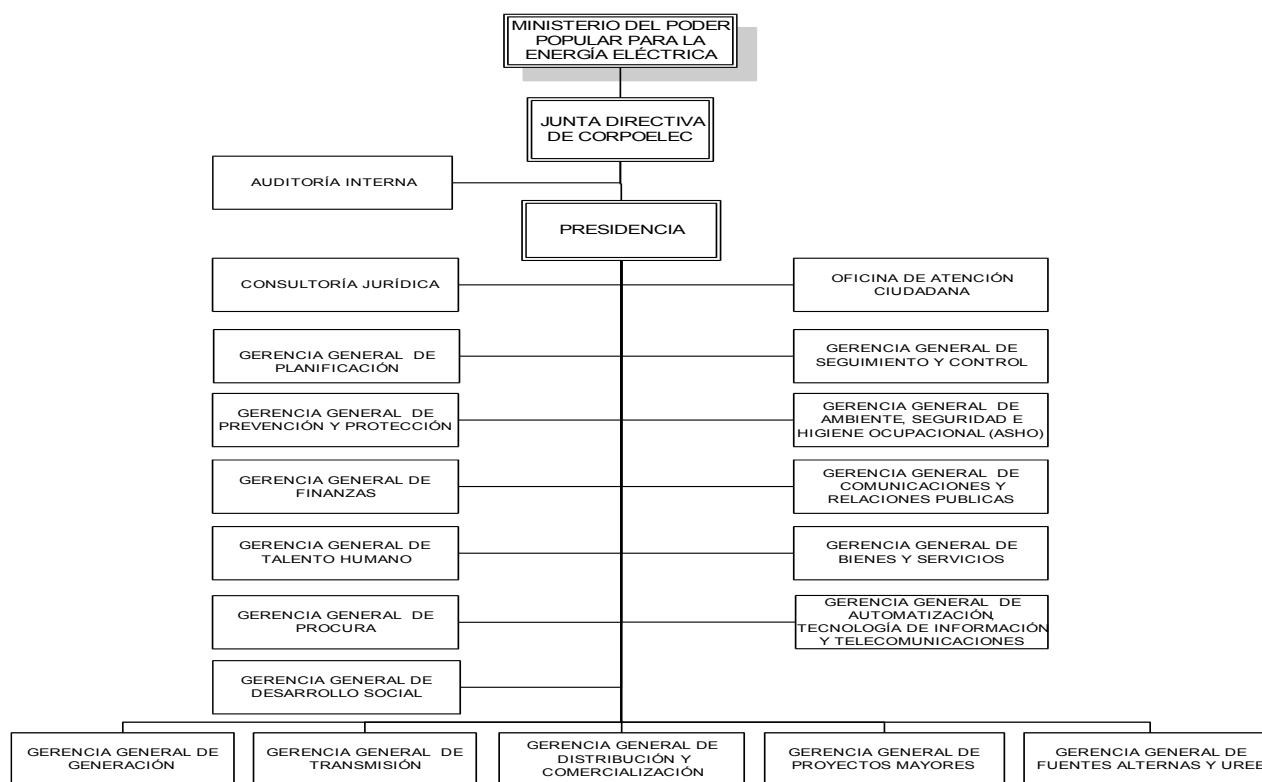 MINISTERIO DEL PODER
POPULAR PARA LA
ENERGÍA ELÉCTRICA
JUNTA DIRECTIVA
DE CORPOELEC
AUDITORÍA INTERNA
PRESIDENCIA
CONSULTORÍA JURÍDICA
OFICINA DE ATENCIÓN
CIUDADANA
GERENCIA GENERAL DE
PLANIFICACIÓN
GERENCIA GENERAL DE
SEGUIMIENTO Y CONTROL
GERENCIA GENERAL DE
PREVENCIÓN Y PROTECCIÓN
GERENCIA GENERAL DE
AMBIENTE, SEGURIDAD E
HIGIENE OCUPACIONAL (ASHO)
GERENCIA GENERAL DE
FINANZAS
GERENCIA GENERAL DE
COMUNICACIONES Y
RELACIONES PUBLICAS
GERENCIA GENERAL DE
TALENTO HUMANO
GERENCIA GENERAL DE
BIENES Y SERVICIOS
GERENCIA GENERAL DE
PROCURA
GERENCIA GENERAL DE
AUTOMATIZACIÓN,
TECNOLOGÍA DE INFORMACIÓN
Y TELECOMUNICACIONES
GERENCIA GENERAL DE
DESARROLLO SOCIAL
GERENCIA GENERAL DE
GENERACIÓN
GERENCIA GENERAL DE
TRANSMISIÓN
GERENCIA GENERAL DE
DISTRIBUCIÓN Y
COMERCIALIZACIÓN
GERENCIA GENERAL DE
PROYECTOS MAYORES
GERENCIA GENERAL DE
FUENTES ALTERNAS Y UREE